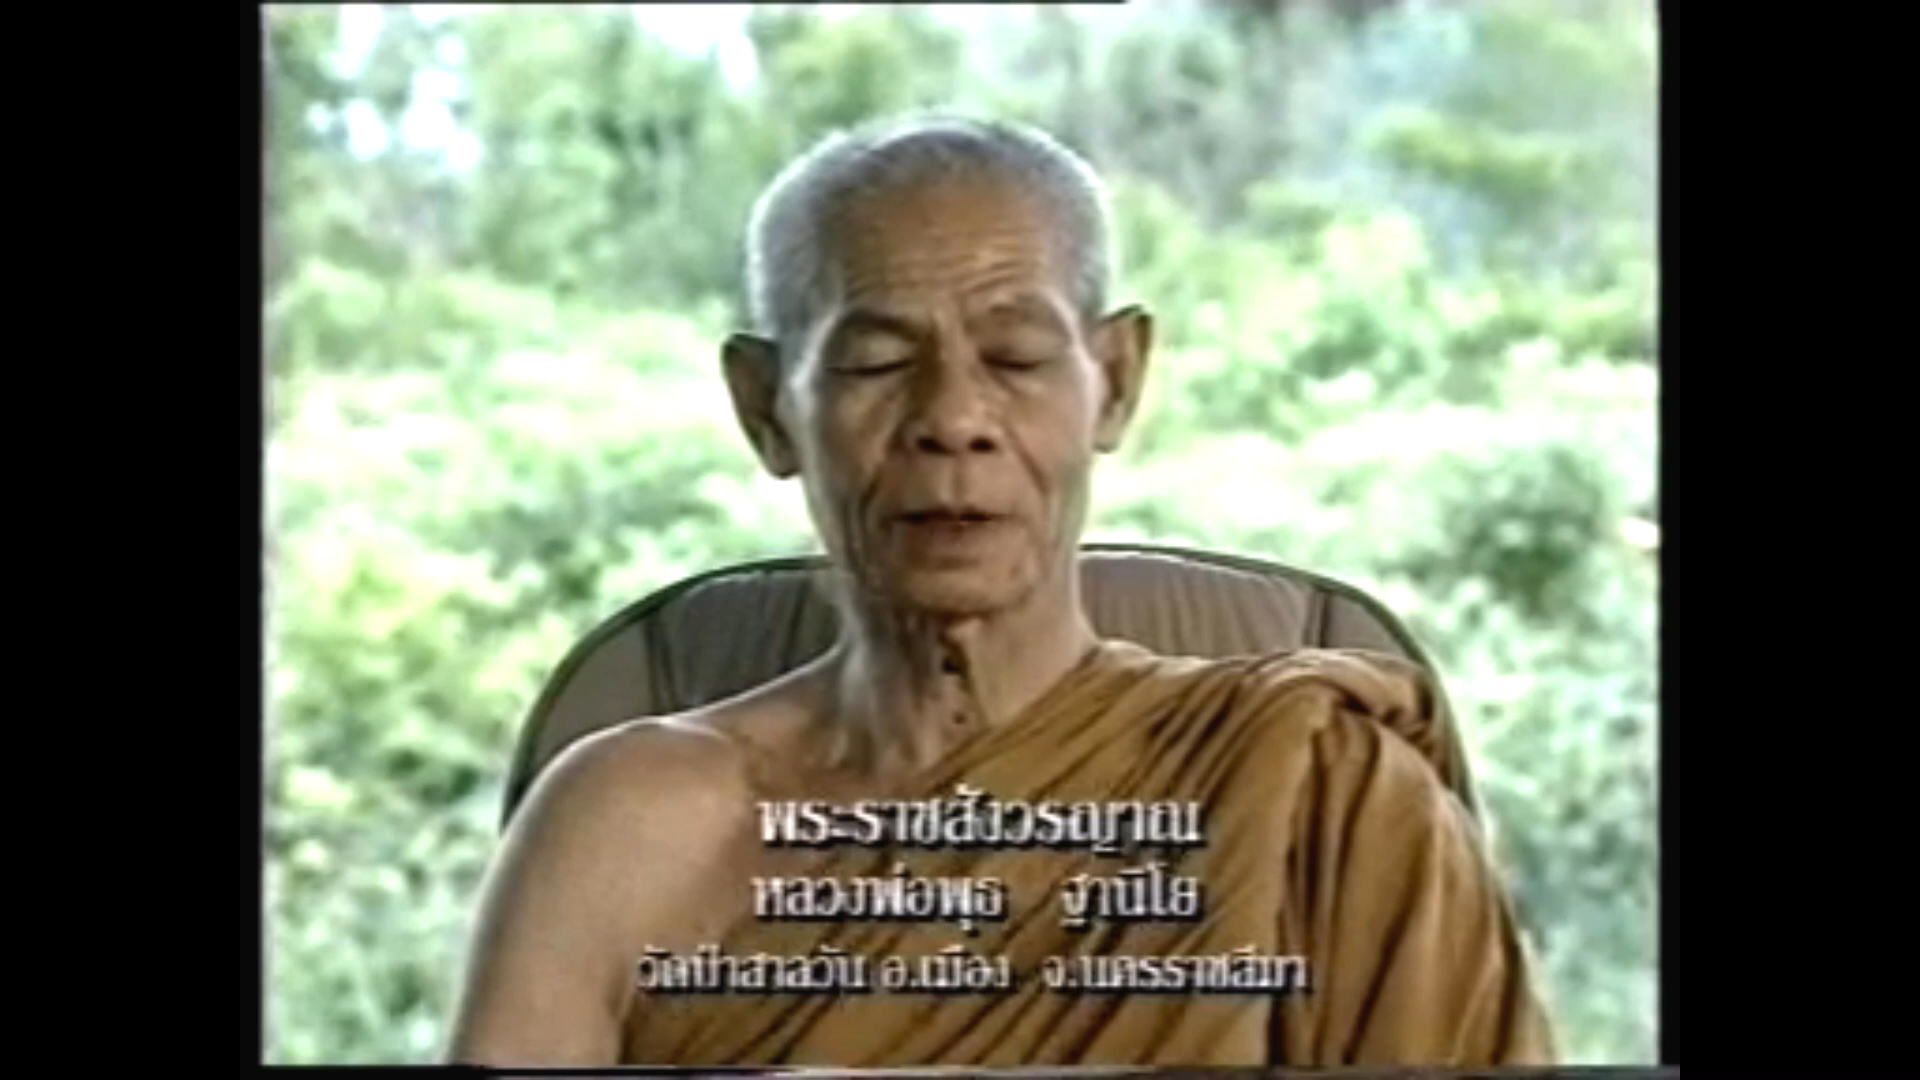 พระราชสังวรญาณ
หลวงพ่อพุธ ฐานิโย
วัดป่าสาลวัน อ.เมือง จ.นครราชสีมา